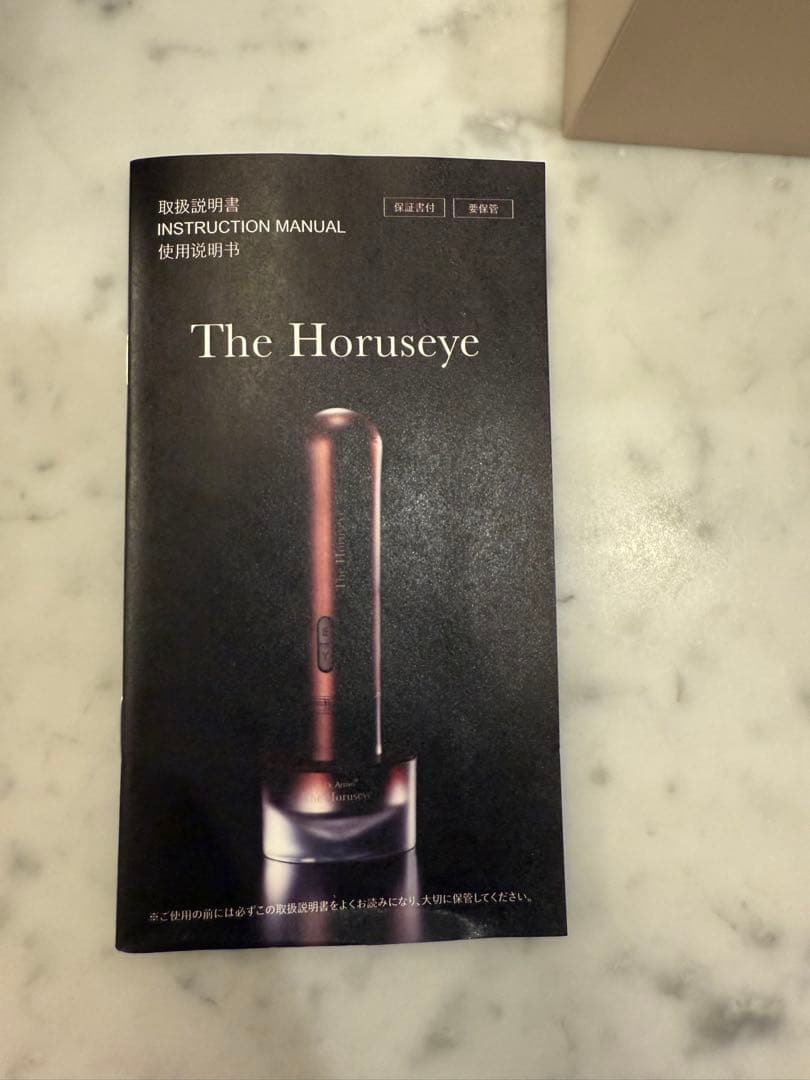 取扱説明書
INSTRUCTION MANUAL
使用说明书
保証書付
要保管
The Horuseye
The Horuseye
The Horuseye
※ご使用の前には必ずこの取扱説明書をよくお読みになり、大切に保管してください。